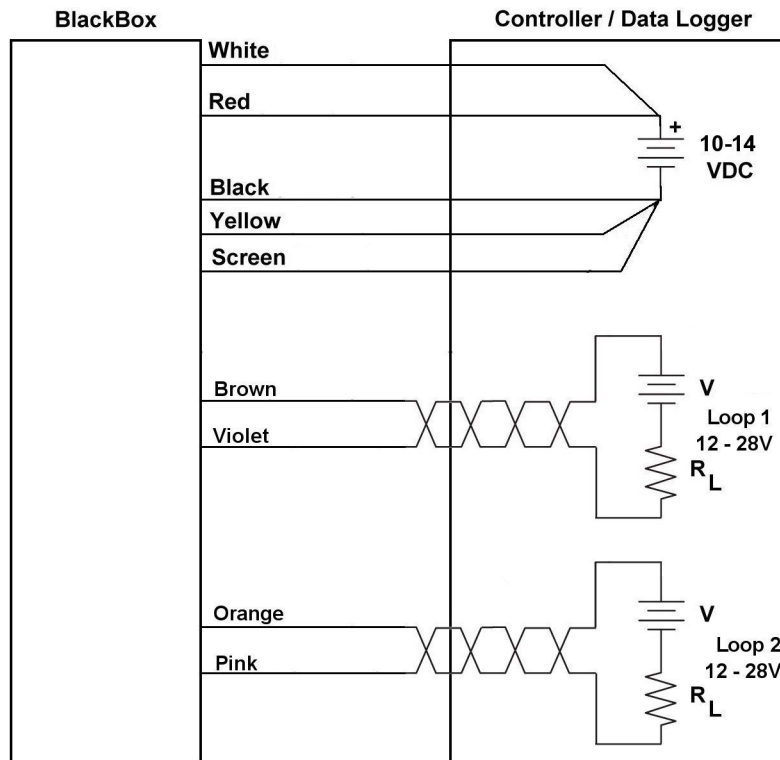 BlackBox
Controller / Data Logger
White
Red
+
10-14
VDC
Black
Yellow
Screen
Brown
V
Loop 1
12 - 28V
Violet
R
L
Orange
V
Loop 2
12 - 28V
Pink
R
L